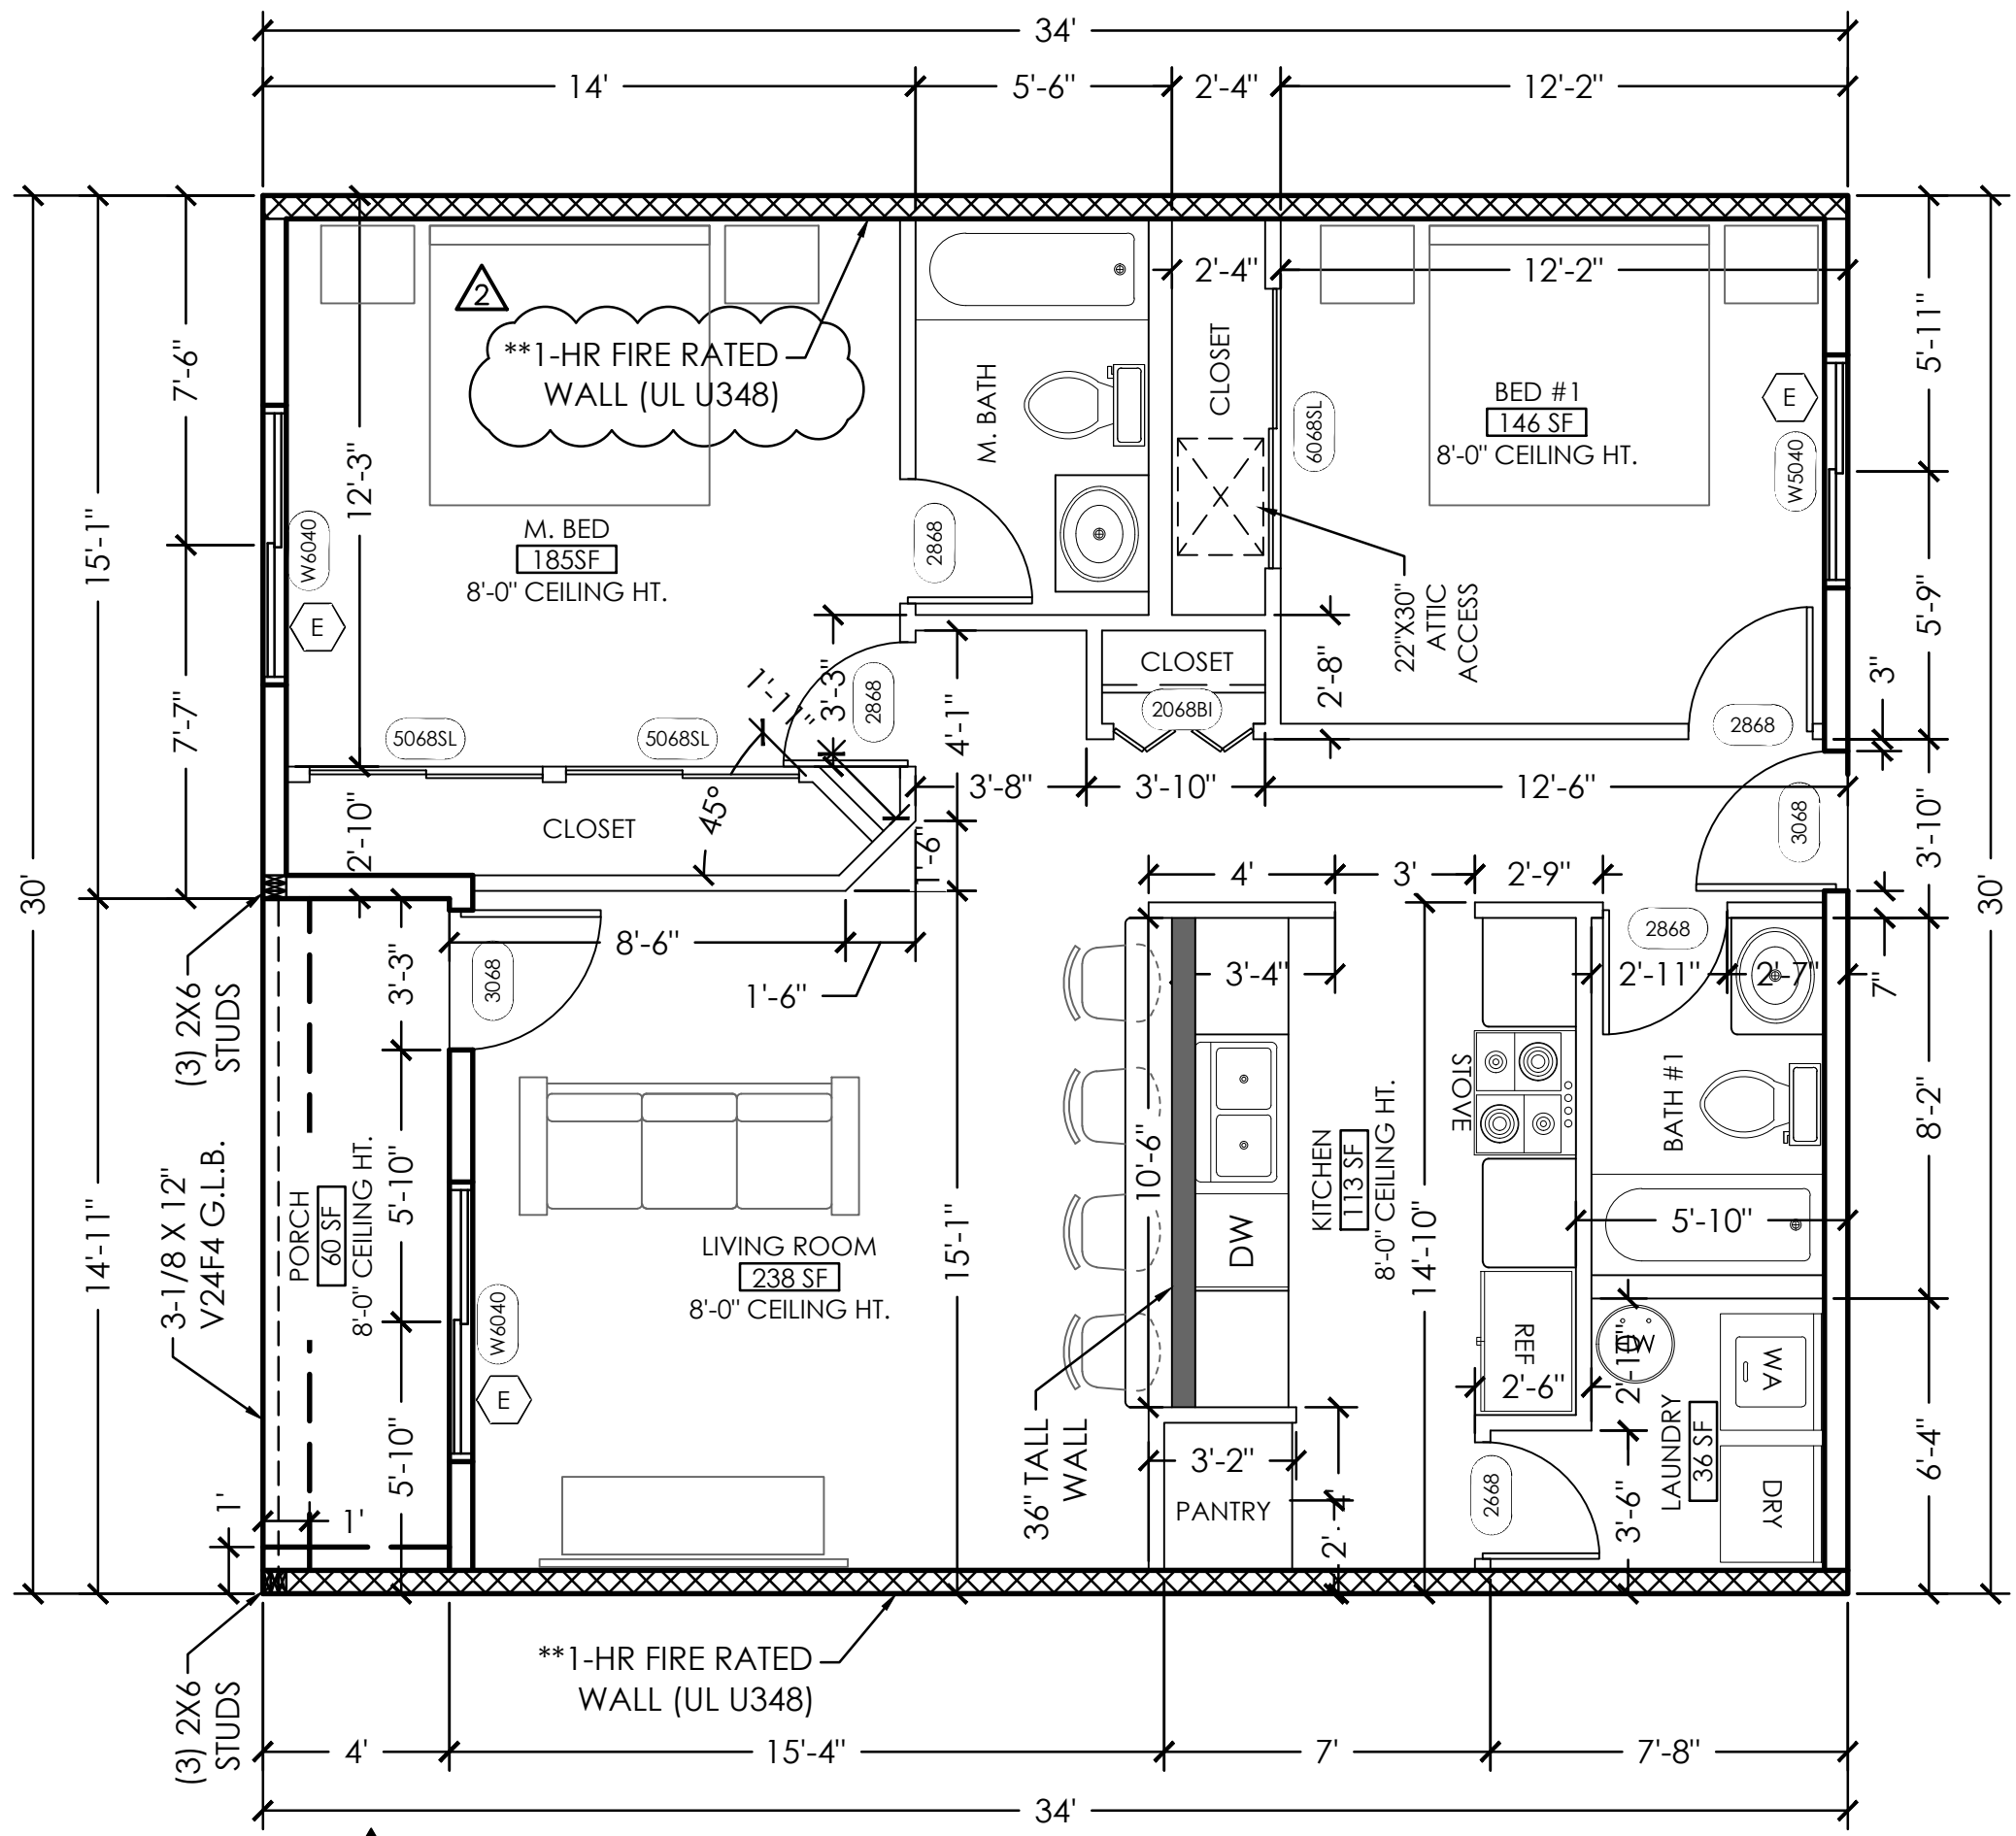 34'
14'
5'-6"
2'-4"
12'-2"
30'
15'-1"
14'-11"
7'-6"
7'-7"
12'-3"
2'-10"
2
**1-HR FIRE RATED
WALL (UL U348)
M. BED
185SF
8'-0" CEILING HT.
W6040
E
5068SL
5068SL
CLOSET
45°
1'-11"
3'-3"
2868
2868
M. BATH
CLOSET
2'-4"
12'-2"
6068SL
22"X30"
ATTIC
ACCESS
BED #1
146 SF
8'-0" CEILING HT.
E
W5040
5'-11"
5'-9"
3"
3'-10"
30'
CLOSET
2068BI
2'-8"
2868
4'-1"
1'-6"
3'-8"
3'-10"
12'-6"
3068
4'
3'
2'-9"
(3) 2X6
STUDS
3'-3"
3068
8'-6"
1'-6"
3'-4"
2868
2'-11"
2'-7"
7"
8'-2"
6'-4"
3-1/8 X 12"
V24F4 G.L.B.
PORCH
60 SF
8'-0" CEILING HT.
5'-10"
5'-10"
1'
1'
W6040
E
LIVING ROOM
238 SF
8'-0" CEILING HT.
15'-1"
10'-6"
36" TALL
WALL
DW
KITCHEN
113 SF
8'-0" CEILING HT.
14'-10"
STOVE
REF
2'-6"
BATH #1
5'-10"
2'-10"
WA
DRY
LAUNDRY
36 SF
3'-6"
2668
3'-2"
PANTRY
(3) 2X6
STUDS
**1-HR FIRE RATED
WALL (UL U348)
4'
15'-4"
7'
7'-8"
34'